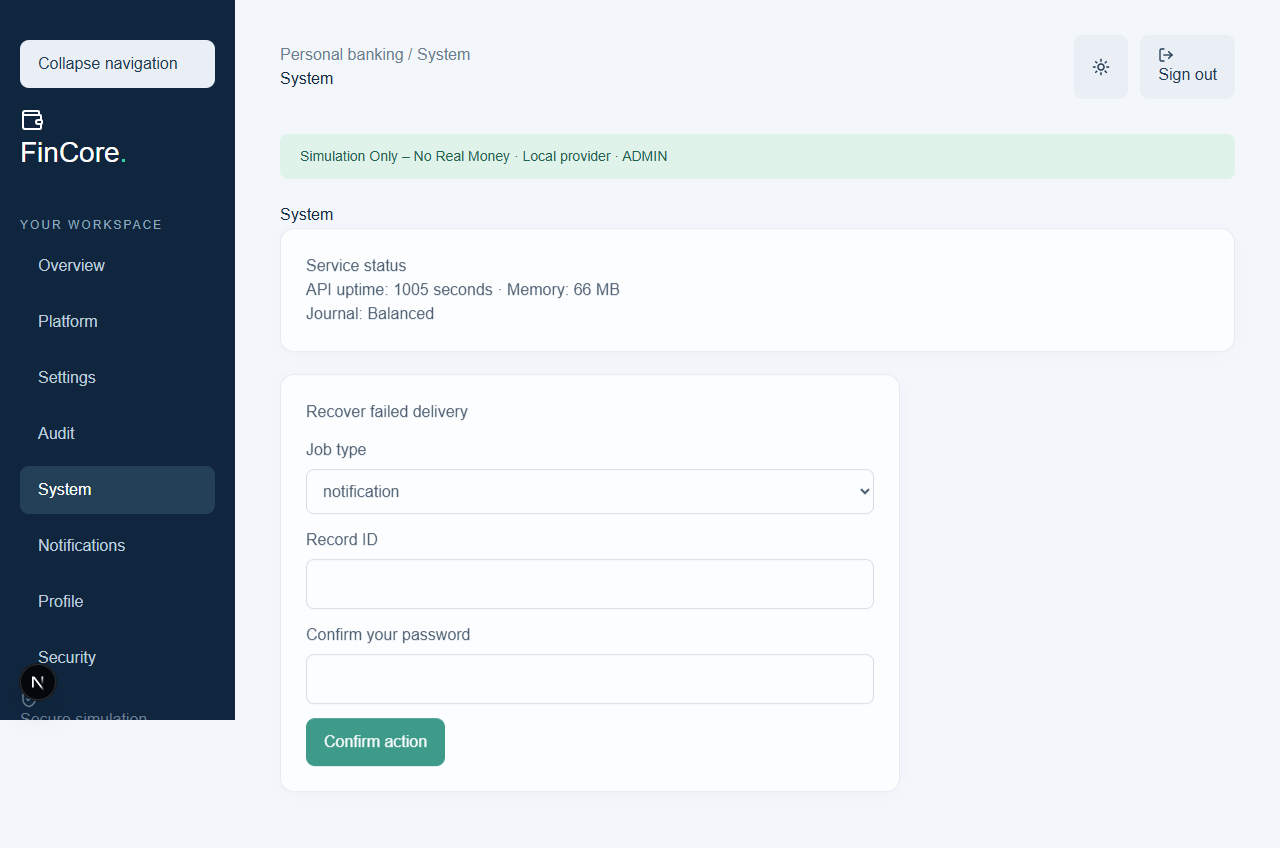 Collapse navigation
FinCore.
YOUR WORKSPACE
Overview
Platform
Settings
Audit
System
Notifications
Profile
Security
Secure simulation
Personal banking / System
System
Sign out
Simulation Only – No Real Money · Local provider · ADMIN
System
Service status
API uptime: 1005 seconds · Memory: 66 MB
Journal: Balanced
Recover failed delivery
Job type
notification
Record ID
Confirm your password
Confirm action
N